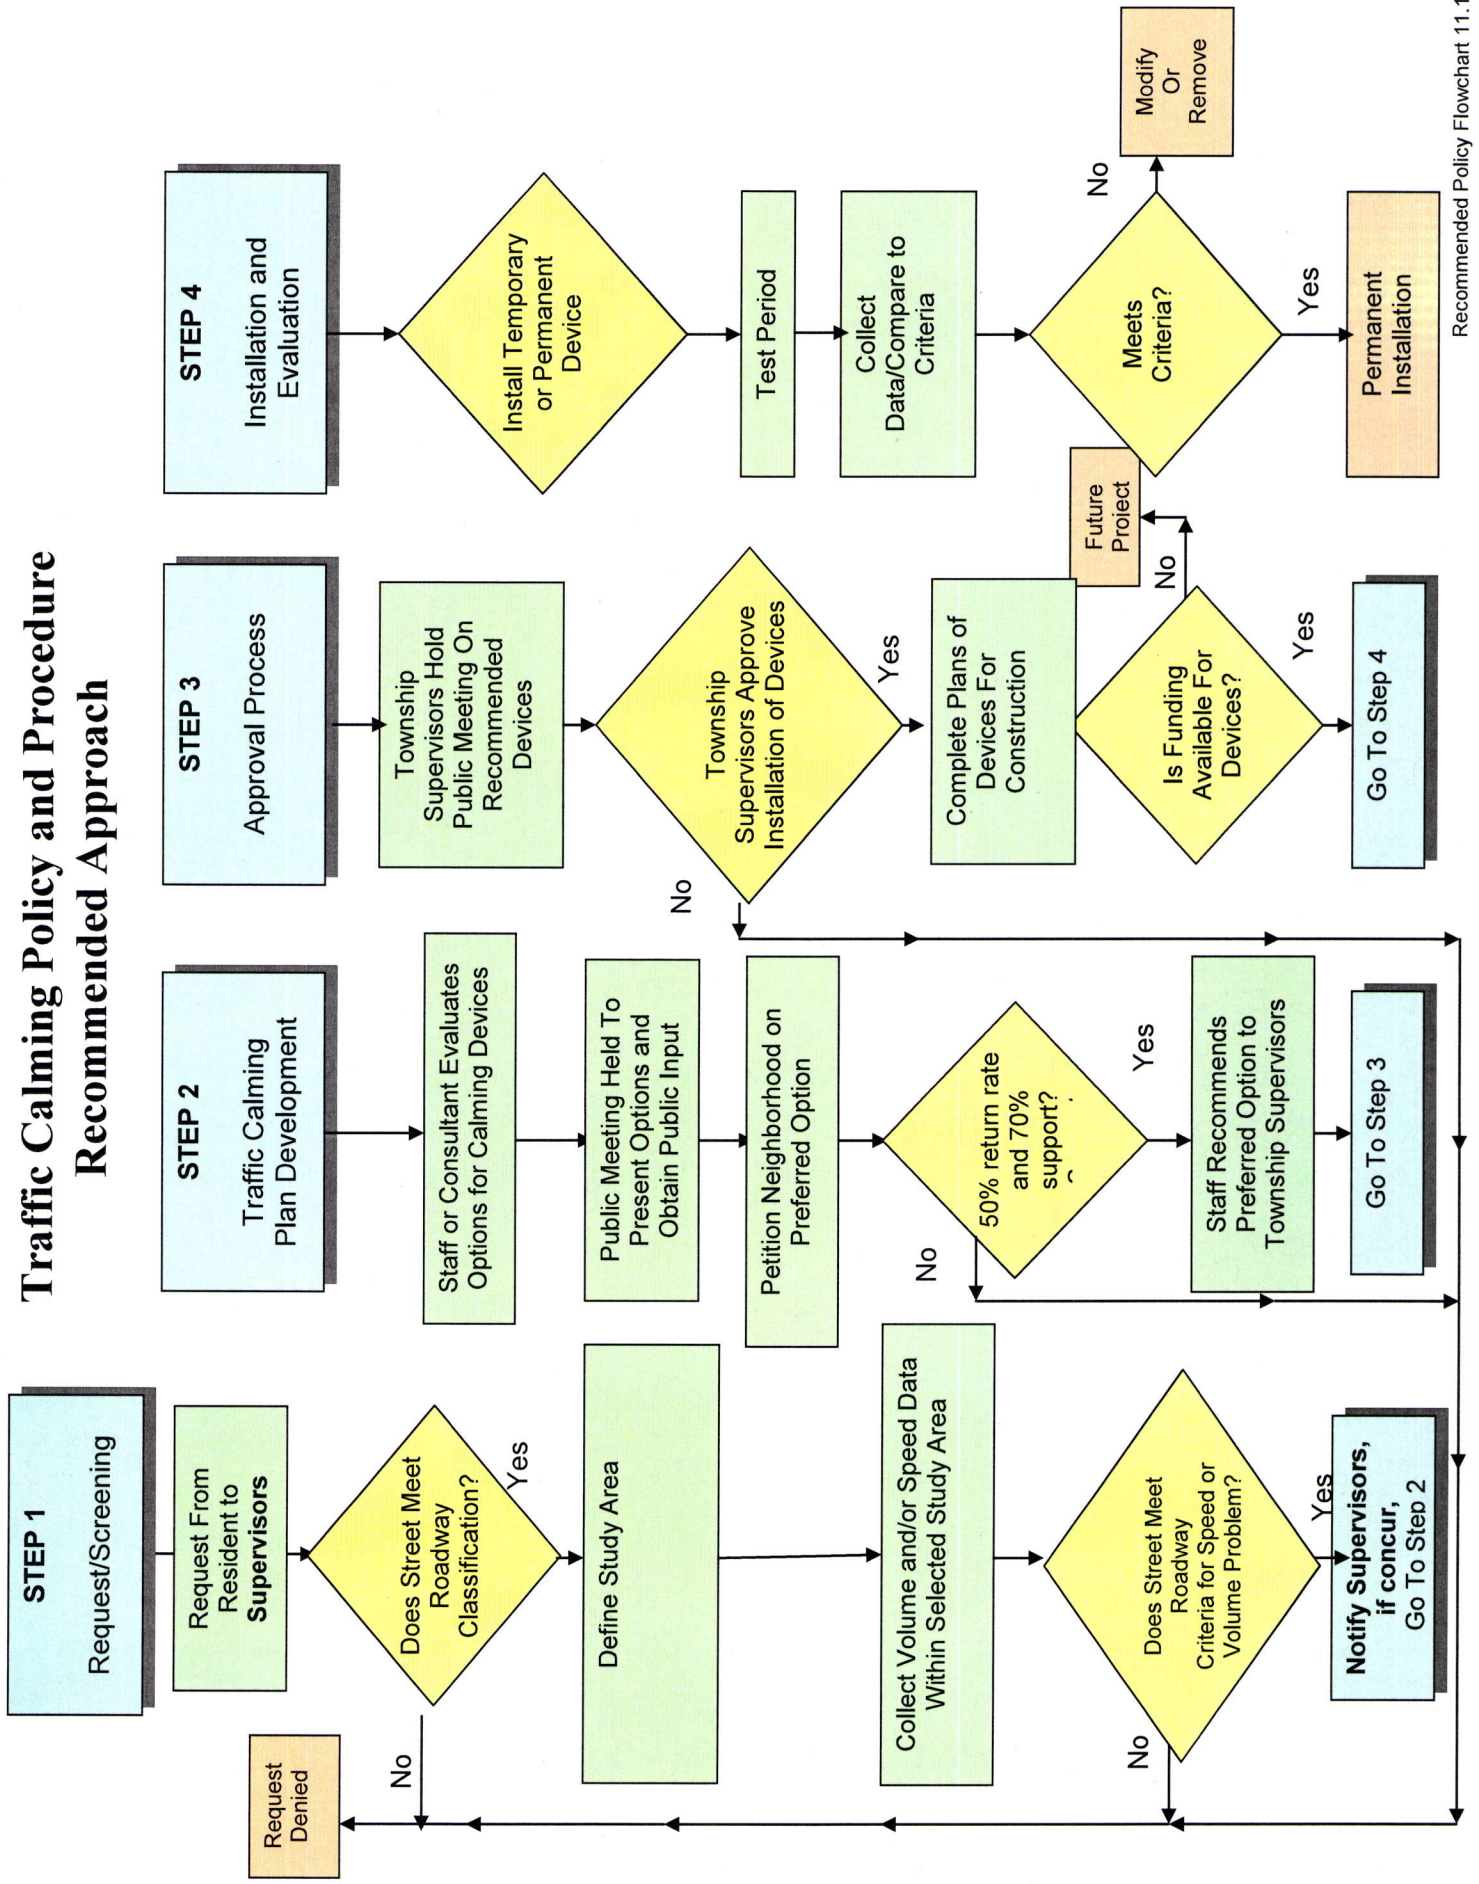 Traffic Calming Policy and Procedure
Recommended Approach
STEP 1
Request/Screening
Request From
Resident to
Supervisors
Does Street Meet
Roadway
Classification?
Yes
No
Request
Denied
Define Study Area
Collect Volume and/or Speed Data
Within Selected Study Area
Does Street Meet
Roadway
Criteria for Speed or
Volume Problem?
No
Yes
Notify Supervisors,
if concur,
Go To Step 2
STEP 2
Traffic Calming
Plan Development
Staff or Consultant Evaluates
Options for Calming Devices
Public Meeting Held To
Present Options and
Obtain Public Input
Petition Neighborhood on
Preferred Option
50% return rate
and 70%
support?
No
Yes
Staff Recommends
Preferred Option to
Township Supervisors
Go To Step 3
STEP 3
Approval Process
Township
Supervisors Hold
Public Meeting On
Recommended
Devices
Township
Supervisors Approve
Installation of Devices
No
Yes
Complete Plans of
Devices For
Construction
Is Funding
Available For
Devices?
No
Future
Project
Yes
Go To Step 4
STEP 4
Installation and
Evaluation
Install Temporary
or Permanent
Device
Test Period
Collect
Data/Compare to
Criteria
Meets
Criteria?
No
Modify
Or
Remove
Yes
Permanent
Installation
Recommended Policy Flowchart 11.1